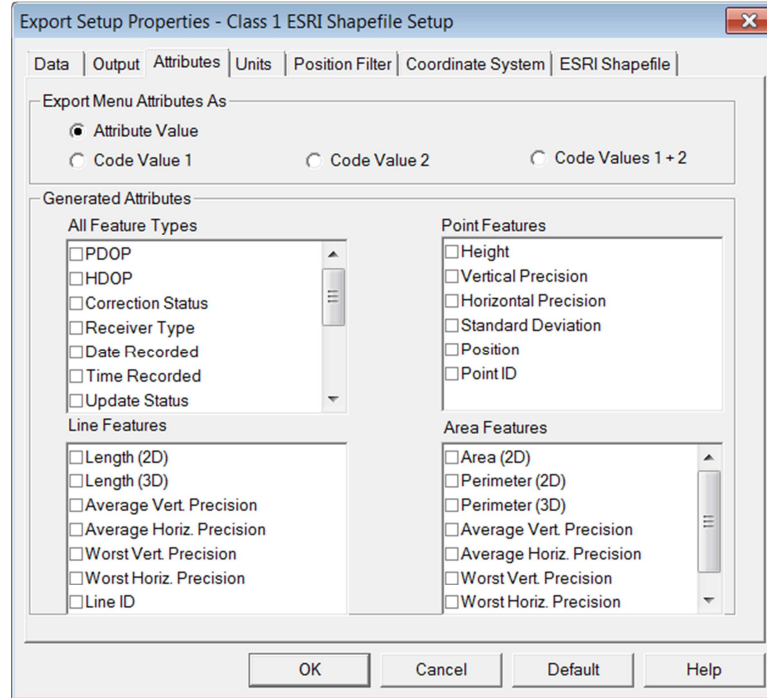 Export Setup Properties - Class 1 ESRI Shapefile Setup
Data Output Attributes Units Position Filter Coordinate System ESRI Shapefile
Export Menu Attributes As
Attribute Value
Code Value 1 Code Value 2 Code Values 1 + 2
Generated Attributes
All Feature Types
PDOP
HDOP
Correction Status
Receiver Type
Date Recorded
Time Recorded
Update Status
Point Features
Height
Vertical Precision
Horizontal Precision
Standard Deviation
Position
Point ID
Line Features
Length (2D)
Length (3D)
Average Vert. Precision
Average Horiz. Precision
Worst Vert. Precision
Worst Horiz. Precision
Line ID
Area Features
Area (2D)
Perimeter (2D)
Perimeter (3D)
Average Vert. Precision
Average Horiz. Precision
Worst Vert. Precision
Worst Horiz. Precision
OK Cancel Default Help